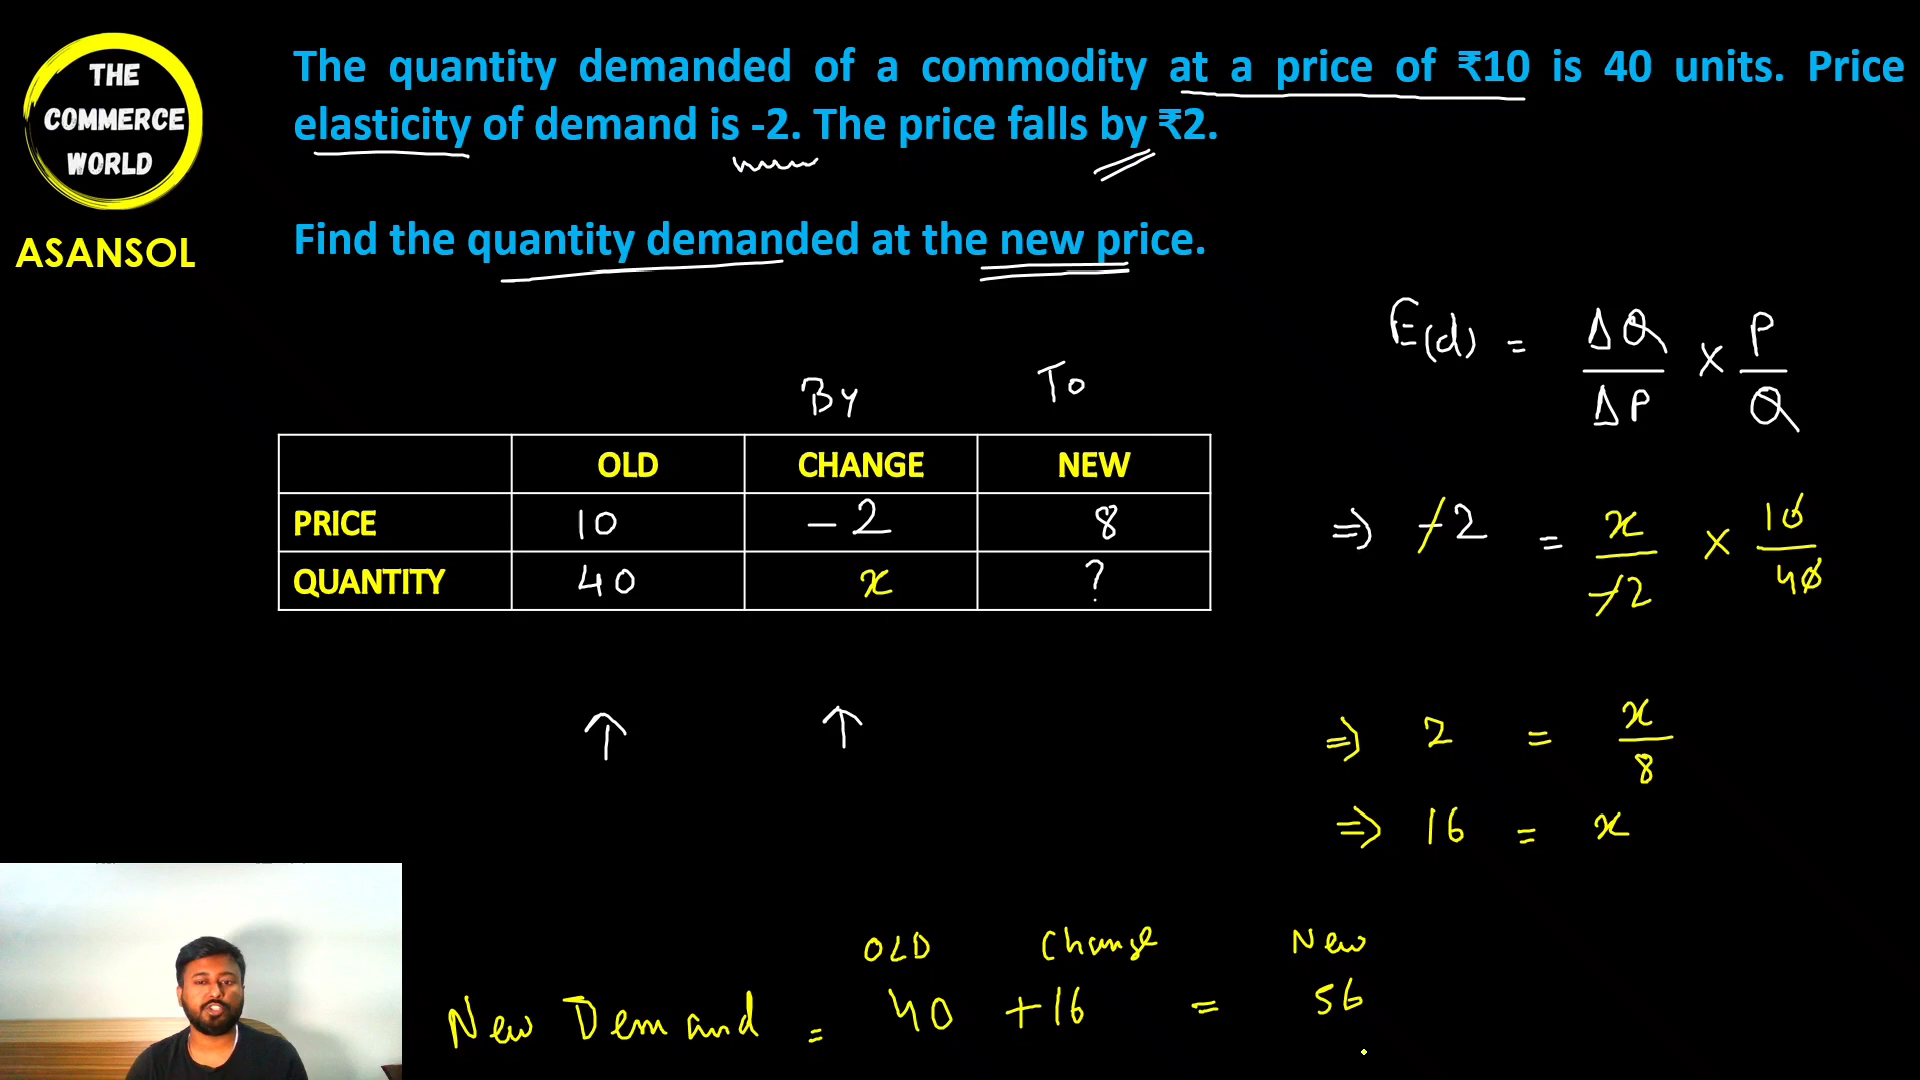 THE
COMMERCE
WORLD
ASANSOL
The quantity demanded of a commodity at a price of ₹10 is 40 units. Price
elasticity of demand is -2. The price falls by ₹2.
Find the quantity demanded at the new price.
E(d) = ΔQ/ΔP × P/Q
By To
OLD CHANGE NEW
PRICE 10 -2 8
QUANTITY 40 x ?
⇒ -2 = x/-2 × 10/40
⇒ 2 = x/8
⇒ 16 = x
OLD Change New
New Demand = 40 +16 = 56